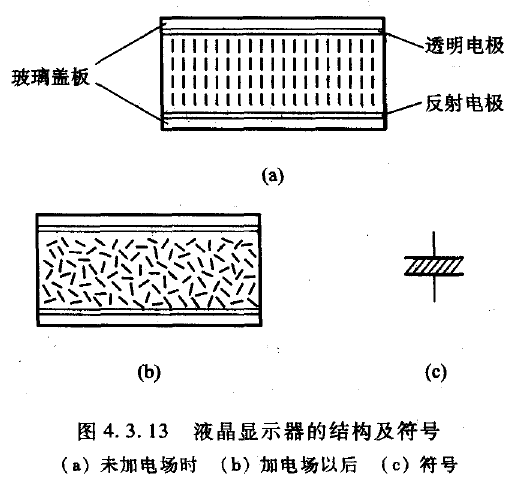 透明电极
玻璃盖板
反射电极
(a)
(b)
(c)
图 4.3.13 液晶显示器的结构及符号
(a) 未加电场时 (b) 加电场以后 (c) 符号